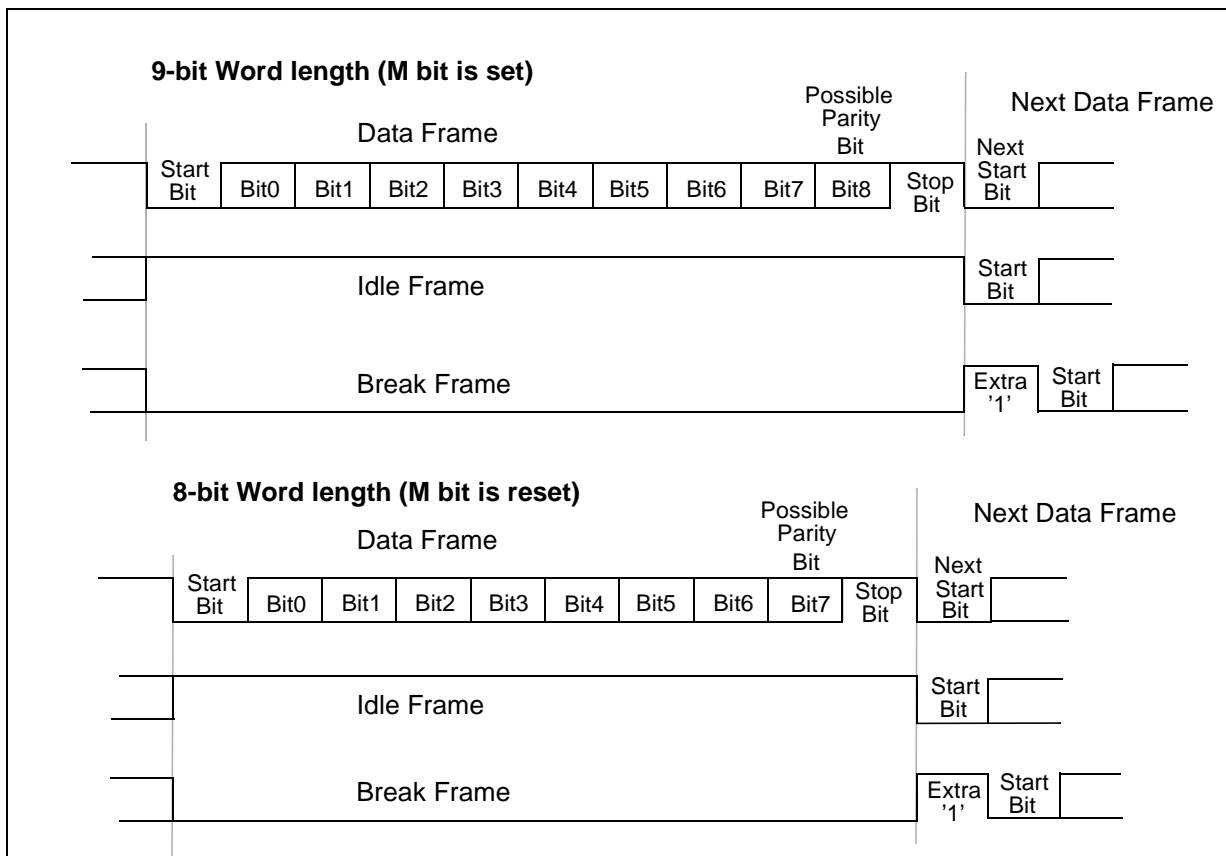 9-bit Word length (M bit is set)
Possible
Parity
Bit
Next Data Frame
Data Frame
Start
Bit
Bit0
Bit1
Bit2
Bit3
Bit4
Bit5
Bit6
Bit7
Bit8
Stop
Bit
Next
Start
Bit
Idle Frame
Start
Bit
Break Frame
Extra
’1’
Start
Bit
8-bit Word length (M bit is reset)
Possible
Parity
Bit
Next Data Frame
Data Frame
Start
Bit
Bit0
Bit1
Bit2
Bit3
Bit4
Bit5
Bit6
Bit7
Stop
Bit
Next
Start
Bit
Idle Frame
Start
Bit
Break Frame
Extra
’1’
Start
Bit